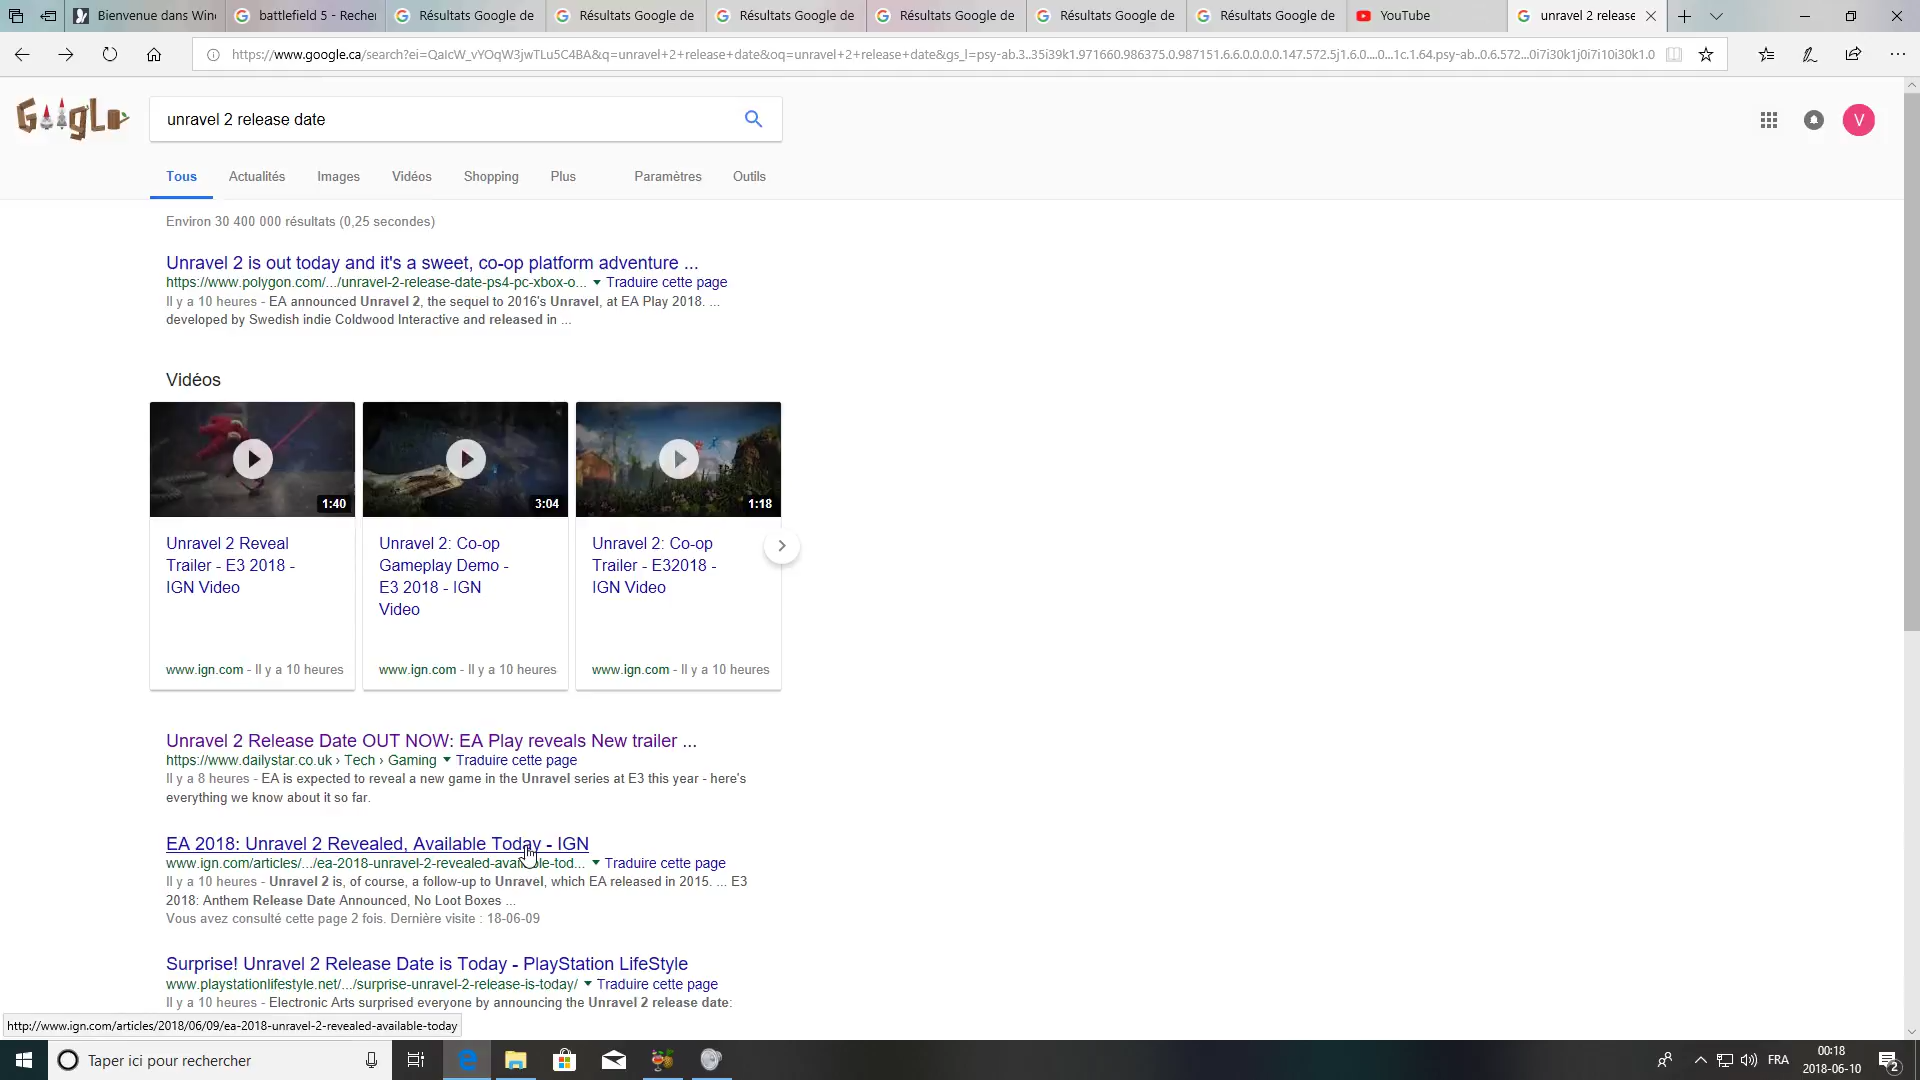 Bienvenue dans Win
battlefield 5 - Recher
Résultats Google de
Résultats Google de
Résultats Google de
Résultats Google de
Résultats Google de
Résultats Google de
YouTube
unravel 2 release
https://www.google.ca/search?ei=QaIcW_vYOqW3jwTLu5C4BA&q=unravel+2+release+date&oq=unravel+2+release+date&gs_l=psy-ab.3..35i39k1.971660.986375.0.987151.6.6.0.0.0.0.147.572.5j1.6.0....0...1c.1.64.psy-ab..0.6.572...0i7i30k1j0i7i10i30k1.0
unravel 2 release date
V
Tous
Actualités
Images
Vidéos
Shopping
Plus
Paramètres
Outils
Environ 30 400 000 résultats (0,25 secondes)
Unravel 2 is out today and it's a sweet, co-op platform adventure ...
https://www.polygon.com/.../unravel-2-release-date-ps4-pc-xbox-o... Traduire cette page
Il y a 10 heures - EA announced Unravel 2, the sequel to 2016's Unravel, at EA Play 2018. ...
developed by Swedish indie Coldwood Interactive and released in ...
Vidéos
1:40
3:04
1:18
Unravel 2 Reveal
Trailer - E3 2018 -
IGN Video
www.ign.com - Il y a 10 heures
Unravel 2: Co-op
Gameplay Demo -
E3 2018 - IGN
Video
www.ign.com - Il y a 10 heures
Unravel 2: Co-op
Trailer - E32018 -
IGN Video
www.ign.com - Il y a 10 heures
Unravel 2 Release Date OUT NOW: EA Play reveals New trailer ...
https://www.dailystar.co.uk › Tech › Gaming Traduire cette page
Il y a 8 heures - EA is expected to reveal a new game in the Unravel series at E3 this year - here's
everything we know about it so far.
EA 2018: Unravel 2 Revealed, Available Today - IGN
www.ign.com/articles/.../ea-2018-unravel-2-revealed-available-tod... Traduire cette page
Il y a 10 heures - Unravel 2 is, of course, a follow-up to Unravel, which EA released in 2015. ... E3
2018: Anthem Release Date Announced, No Loot Boxes ...
Vous avez consulté cette page 2 fois. Dernière visite : 18-06-09
Surprise! Unravel 2 Release Date is Today - PlayStation LifeStyle
www.playstationlifestyle.net/.../surprise-unravel-2-release-is-today/ Traduire cette page
Il y a 10 heures - Electronic Arts surprised everyone by announcing the Unravel 2 release date:
http://www.ign.com/articles/2018/06/09/ea-2018-unravel-2-revealed-available-today
Taper ici pour rechercher
FRA
00:18
2018-06-10
2